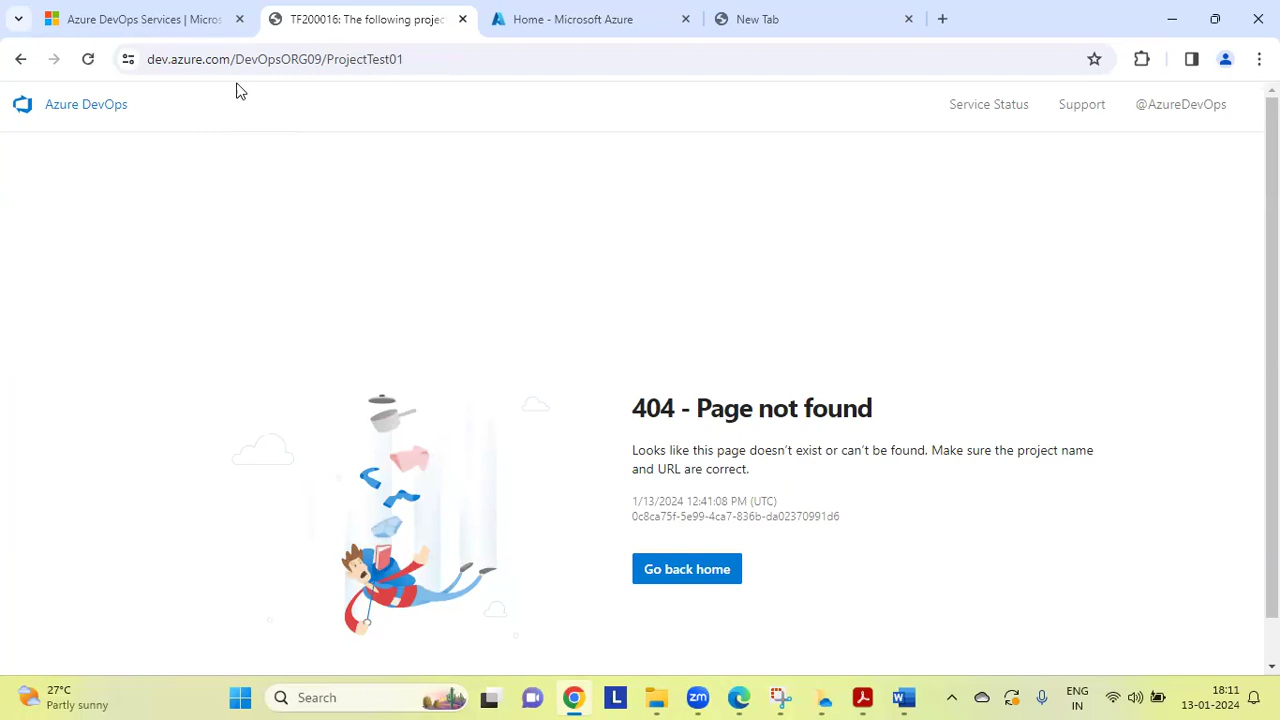 Azure DevOps Services | Micros
TF200016: The following projec
Home - Microsoft Azure
New Tab
dev.azure.com/DevOpsORG09/ProjectTest01
Azure DevOps
Service Status
Support
@AzureDevOps
404 - Page not found
Looks like this page doesn't exist or can't be found. Make sure the project name
and URL are correct.
1/13/2024 12:41:08 PM (UTC)
0c8ca75f-5e99-4ca7-836b-da02370991d6
Go back home
27°C
Partly sunny
Search
L
zm
W
ENG
IN
18:11
13-01-2024